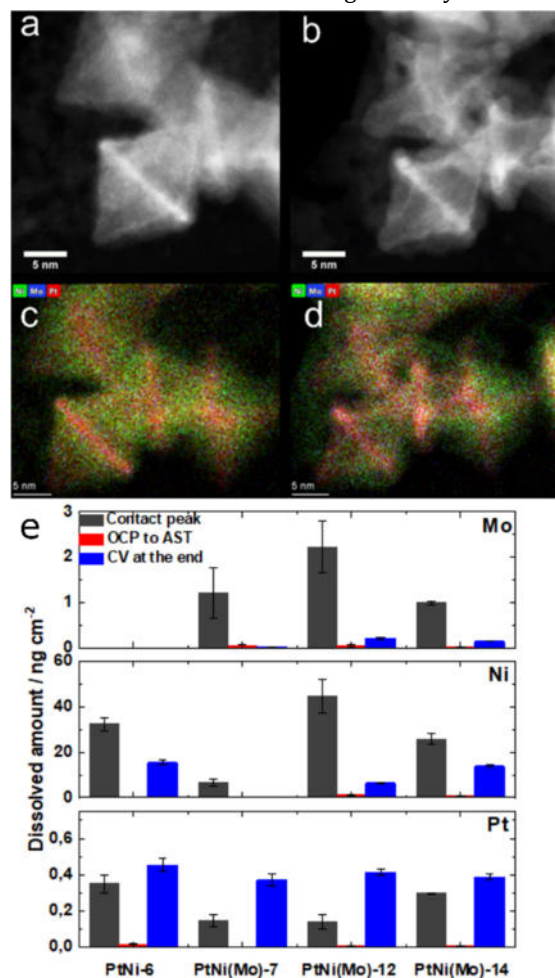 a
b
5 nm
5 nm
Ni Mo Pt
c
Ni Mo Pt
d
5 nm
5 nm
e
3
Contact peak
Mo
OCP to AST
2
CV at the end
1
0
60
Ni
40
20
0
Pt
0,4
0,2
0,0
Dissolved amount / ng cm⁻²
PtNi-6 PtNi(Mo)-7 PtNi(Mo)-12 PtNi(Mo)-14